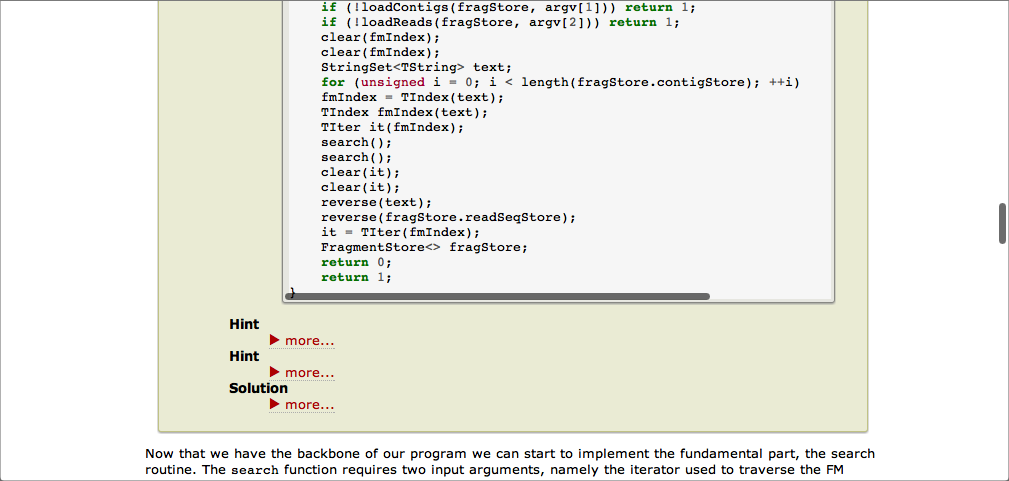 if (!loadContigs(fragStore, argv[1])) return 1;
if (!loadReads(fragStore, argv[2])) return 1;
clear(fmIndex);
clear(fmIndex);
StringSet<TString> text;
for (unsigned i = 0; i < length(fragStore.contigStore); ++i)
fmIndex = TIndex(text);
TIndex fmIndex(text);
TIter it(fmIndex);
search();
search();
clear(it);
clear(it);
reverse(text);
reverse(fragStore.readSeqStore);
it = TIter(fmIndex);
FragmentStore<> fragStore;
return 0;
return 1;
}
Hint
more...
Hint
more...
Solution
more...
Now that we have the backbone of our program we can start to implement the fundamental part, the search
routine. The search function requires two input arguments, namely the iterator used to traverse the FM